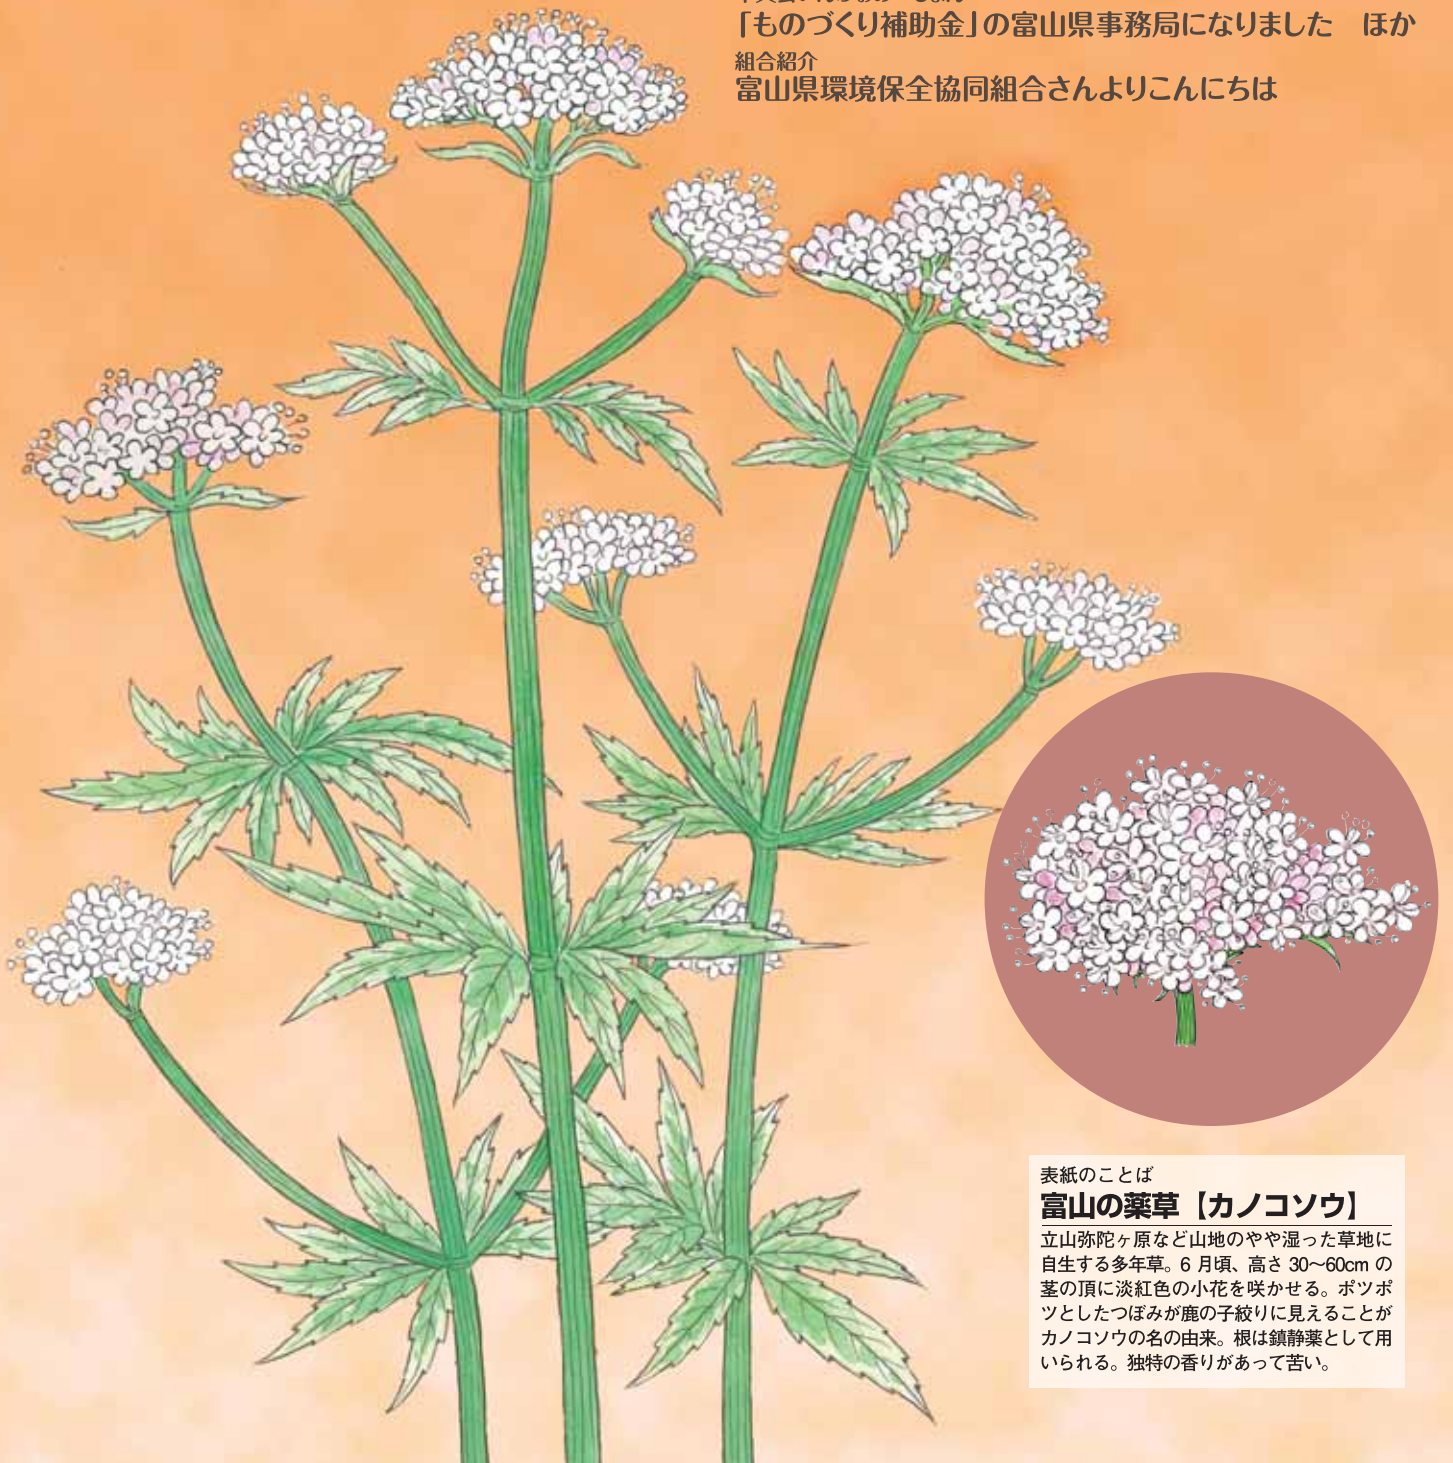 「ものづくり補助金」の富山県事務局になりました　ほか
組合紹介
富山県環境保全協同組合さんよりこんにちは
表紙のことば
富山の薬草【カノコソウ】
立山弥陀ヶ原など山地のやや湿った草地に
自生する多年草。6 月頃、高さ 30〜60cm の
茎の頂に淡紅色の小花を咲かせる。ポツポ
ツとしたつぼみが鹿の子絞りに見えることが
カノコソウの名の由来。根は鎮静薬として用
いられる。独特の香りがあって苦い。